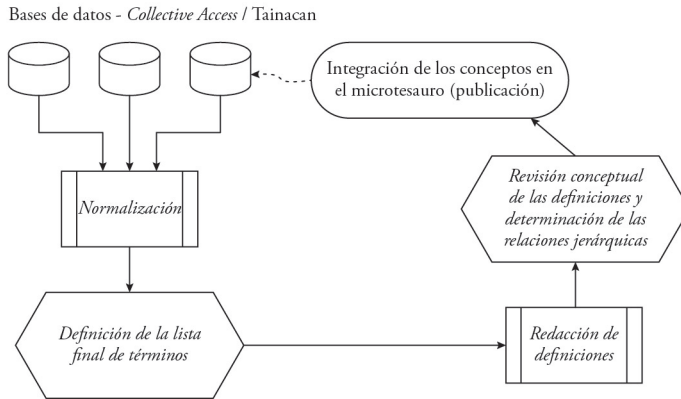 Bases de datos - Collective Access / Tainacan
Integración de los conceptos en
el microtesauro (publicación)
Normalización
Revisión conceptual
de las definiciones y
determinación de las
relaciones jerárquicas
Definición de la lista
final de términos
Redacción de
definiciones